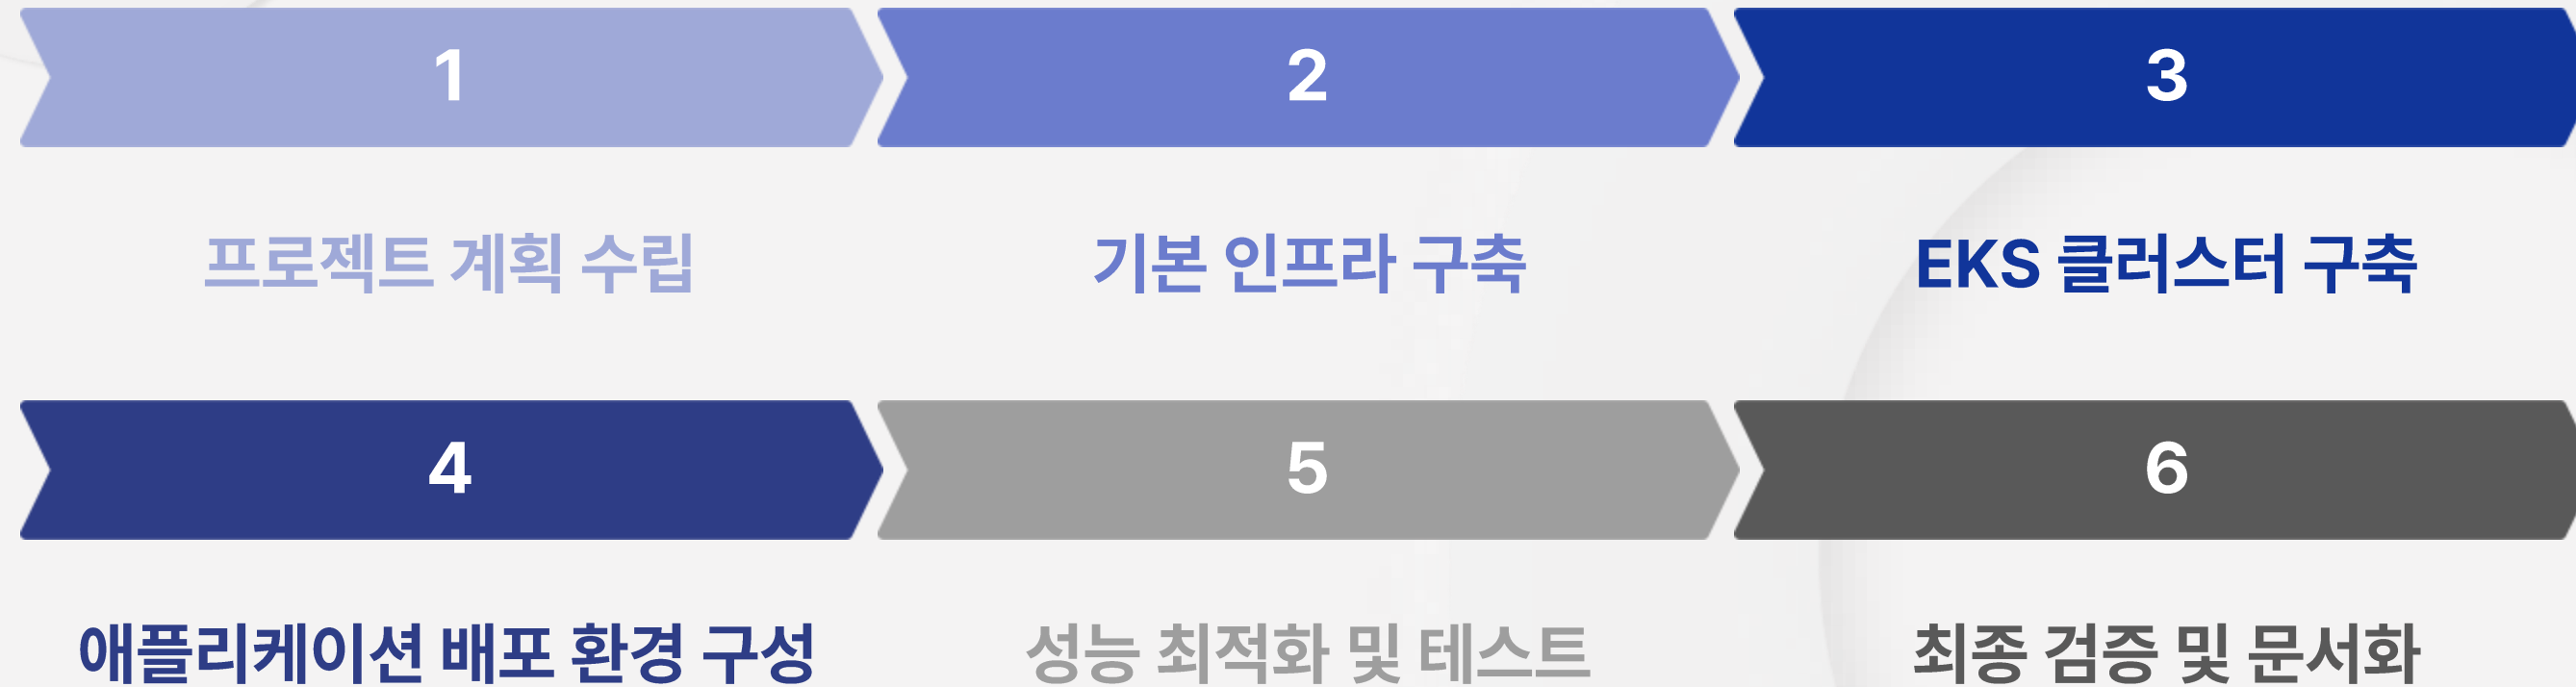 1
2
3
프로젝트 계획 수립
기본 인프라 구축
EKS 클러스터 구축
4
5
6
애플리케이션 배포 환경 구성
성능 최적화 및 테스트
최종 검증 및 문서화